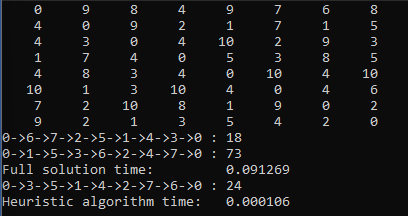 0 9 8 4 9 7 6 8
4 0 9 2 1 7 1 5
4 3 0 4 10 2 9 3
1 7 4 0 5 3 8 5
4 8 3 4 0 10 4 10
10 1 3 10 4 0 4 6
7 2 10 8 1 9 0 2
9 2 1 3 5 4 2 0
0->6->7->2->5->1->4->3->0 : 18
0->1->5->3->6->2->4->7->0 : 73
Full solution time: 0.091269
0->3->5->1->4->2->7->6->0 : 24
Heuristic algorithm time: 0.000106